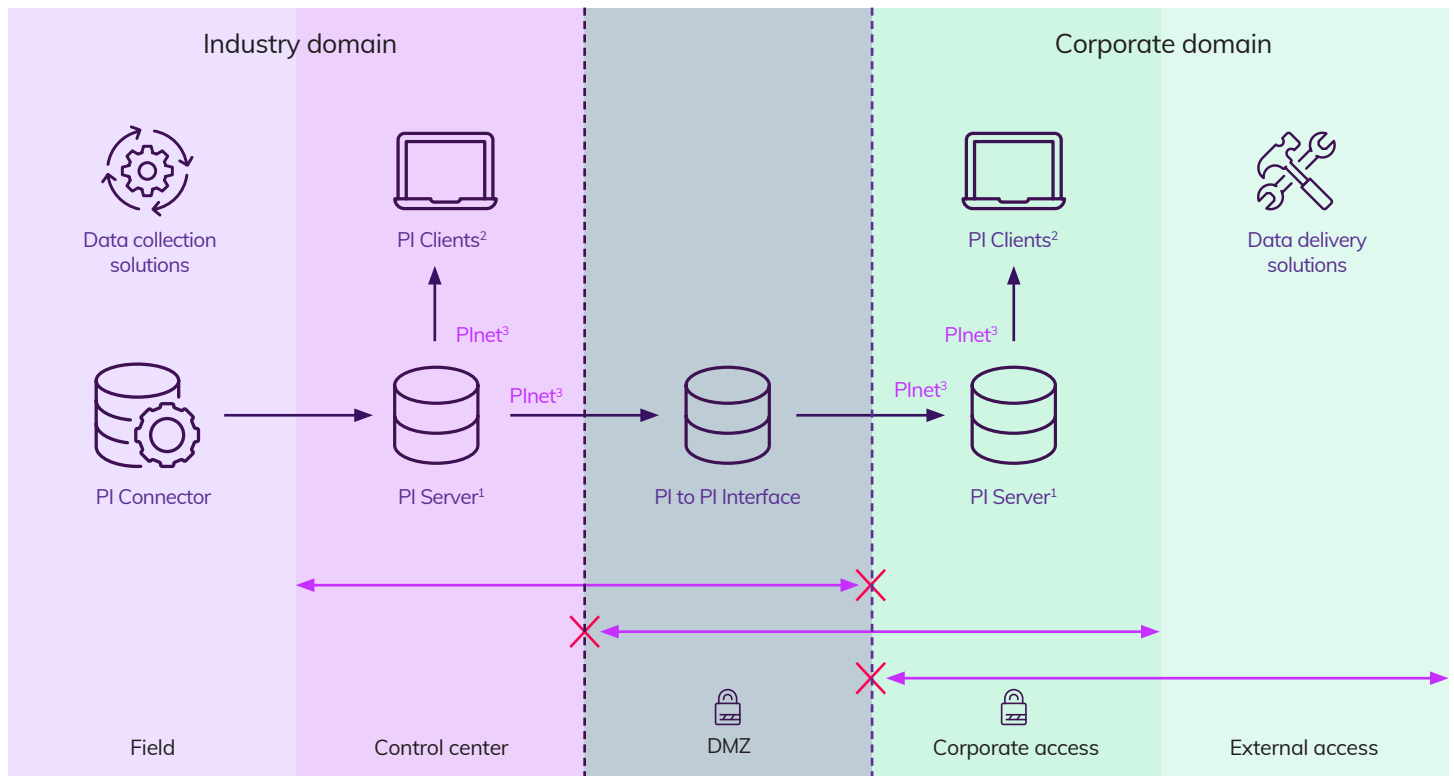 Industry domain
Corporate domain
Data collection
solutions
PI Clients²
PI Clients²
Data delivery
solutions
PInet³
PInet³
PInet³
PInet³
PI Connector
PI Server¹
PI to PI Interface
PI Server¹
Field
Control center
DMZ
Corporate access
External access